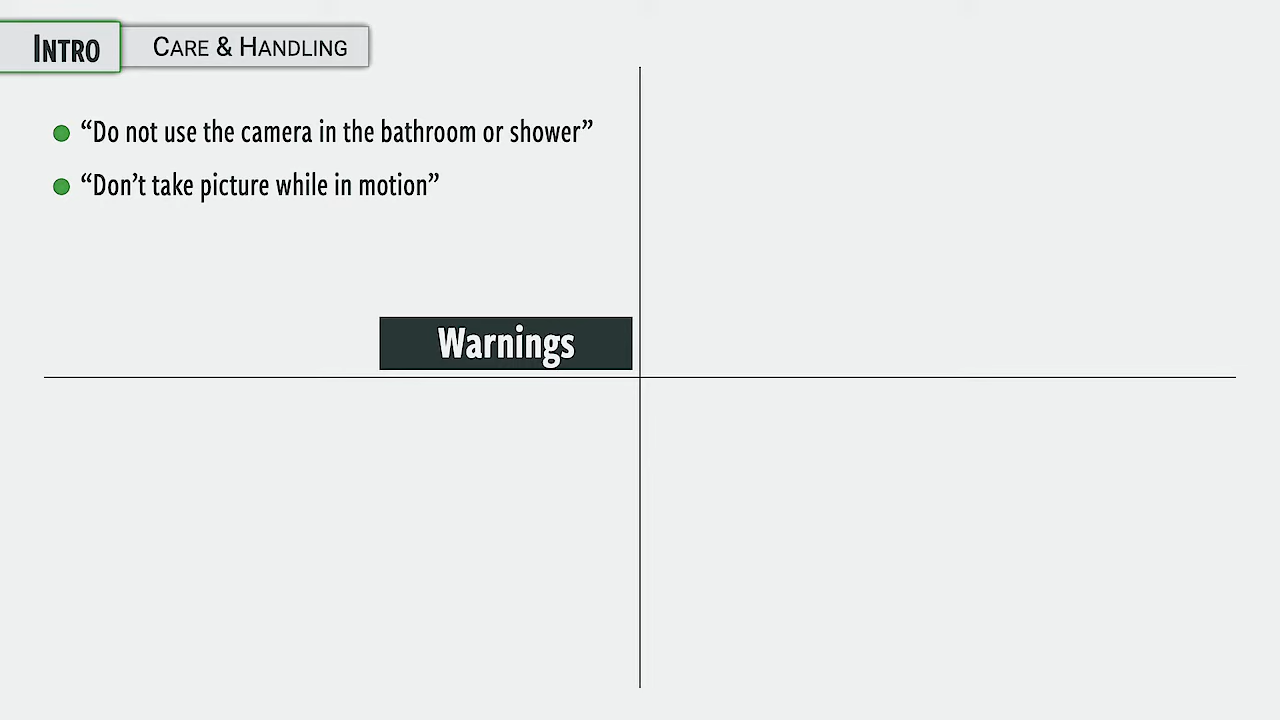 INTRO
CARE & HANDLING
“Do not use the camera in the bathroom or shower”
“Don’t take picture while in motion”
Warnings